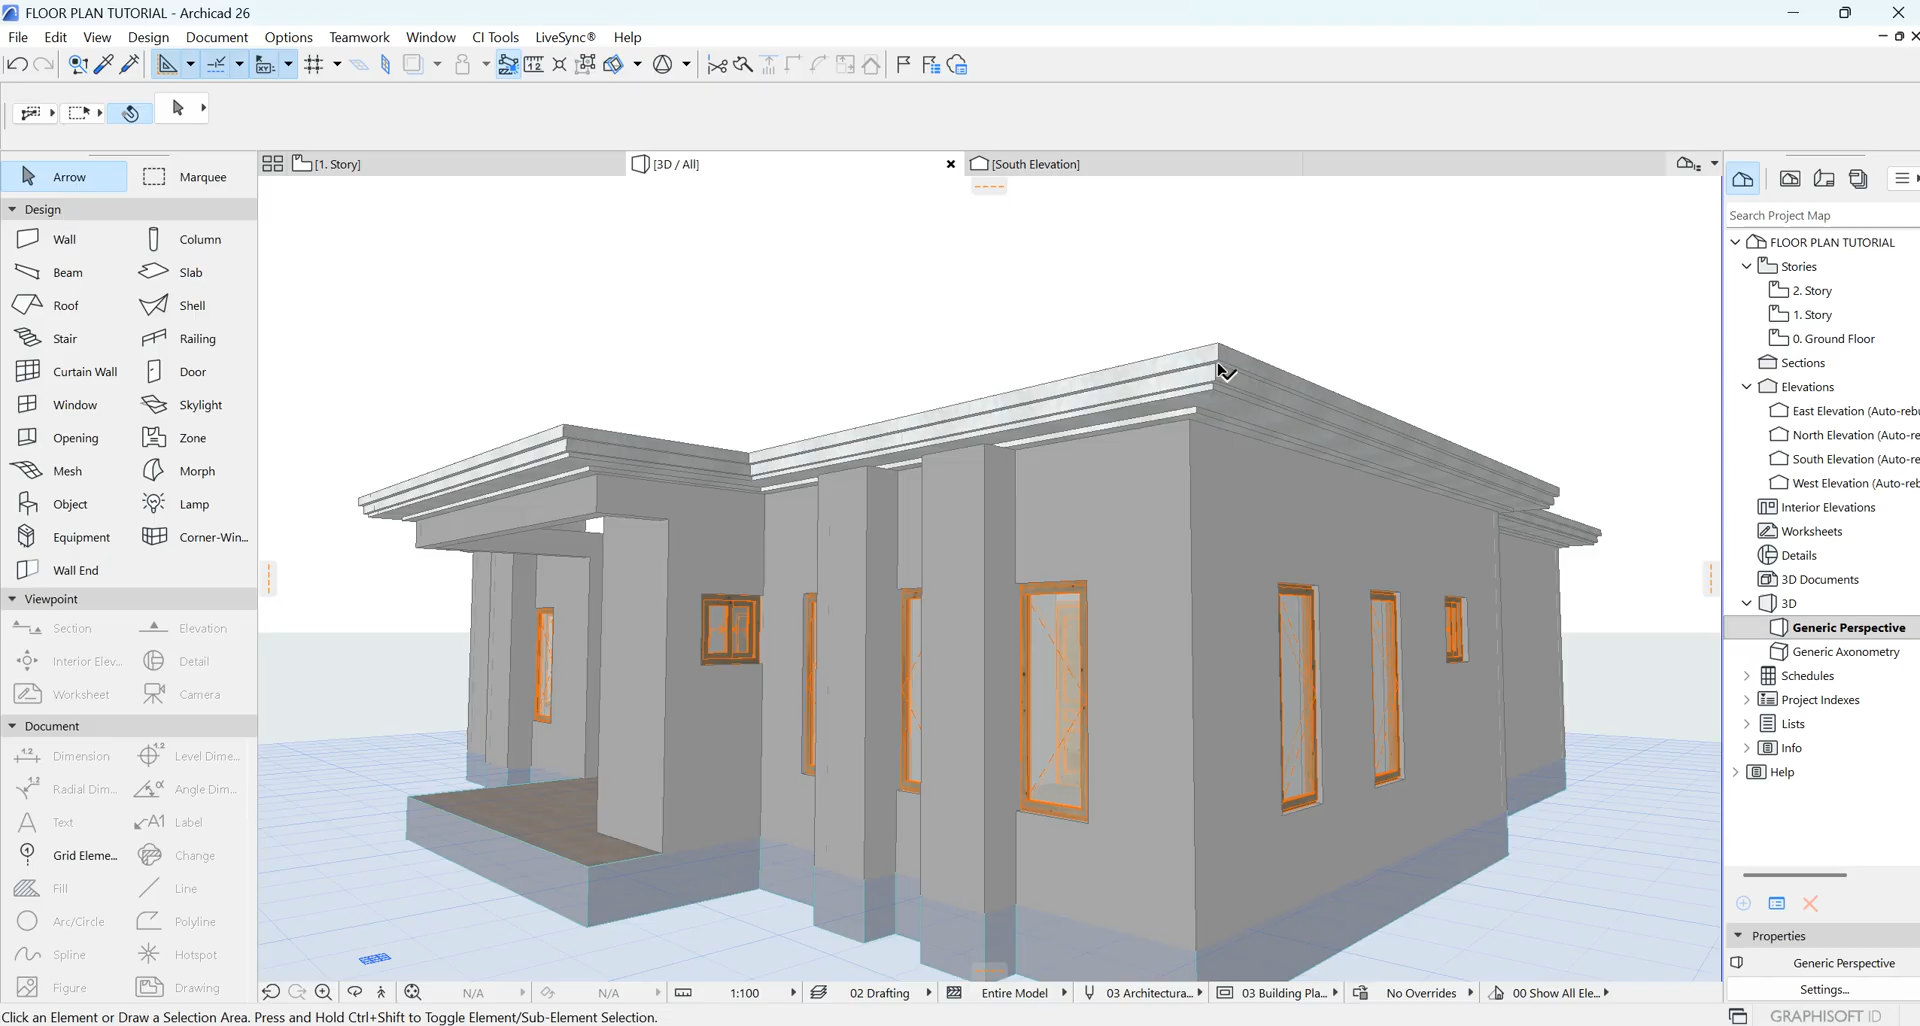 FLOOR PLAN TUTORIAL - Archicad 26
File Edit View Design Document Options Teamwork Window CI Tools LiveSync® Help
[1. Story]
[3D / All]
[South Elevation]
Arrow Marquee
Design
Wall Column
Beam Slab
Roof Shell
Stair Railing
Curtain Wall Door
Window Skylight
Opening Zone
Mesh Morph
Object Lamp
Equipment Corner-Win...
Wall End
Viewpoint
Section Elevation
Interior Elev... Detail
Worksheet Camera
Document
Dimension Level Dime...
Radial Dim... Angle Dim...
Text Label
Grid Eleme... Change
Fill Line
Arc/Circle Polyline
Spline Hotspot
Figure Drawing
Search Project Map
FLOOR PLAN TUTORIAL
Stories
2. Story
1. Story
0. Ground Floor
Sections
Elevations
East Elevation (Auto-rebu
North Elevation (Auto-re
South Elevation (Auto-re
West Elevation (Auto-reb
Interior Elevations
Worksheets
Details
3D Documents
3D
Generic Perspective
Generic Axonometry
Schedules
Project Indexes
Lists
Info
Help
Properties
Generic Perspective
Settings...
N/A N/A 1:100 02 Drafting Entire Model 03 Architectura... 03 Building Pla... No Overrides 00 Show All Ele...
Click an Element or Draw a Selection Area. Press and Hold Ctrl+Shift to Toggle Element/Sub-Element Selection.
GRAPHISOFT ID